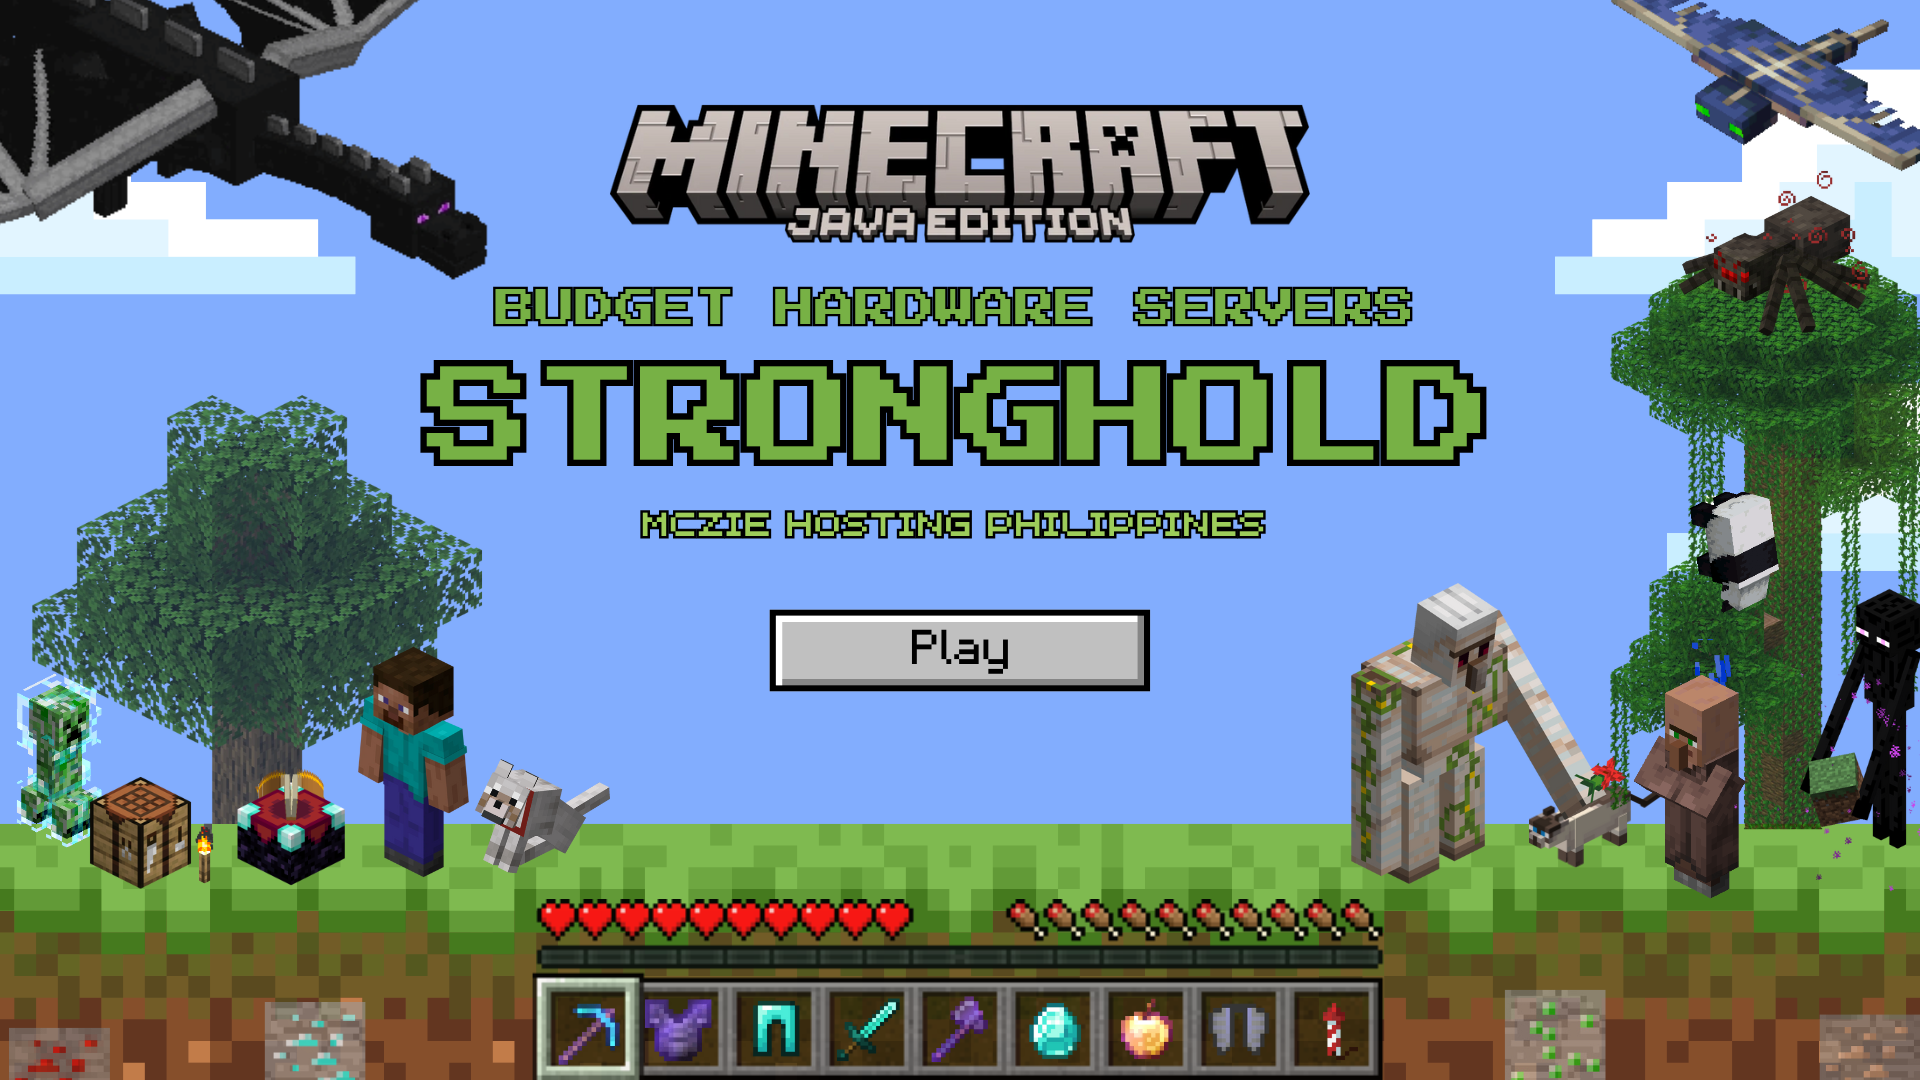 MINECRAFT
JAVA EDITION
BUDGET HARDWARE SERVERS
STRONGHOLD
MCZIE HOSTING PHILIPPINES
Play